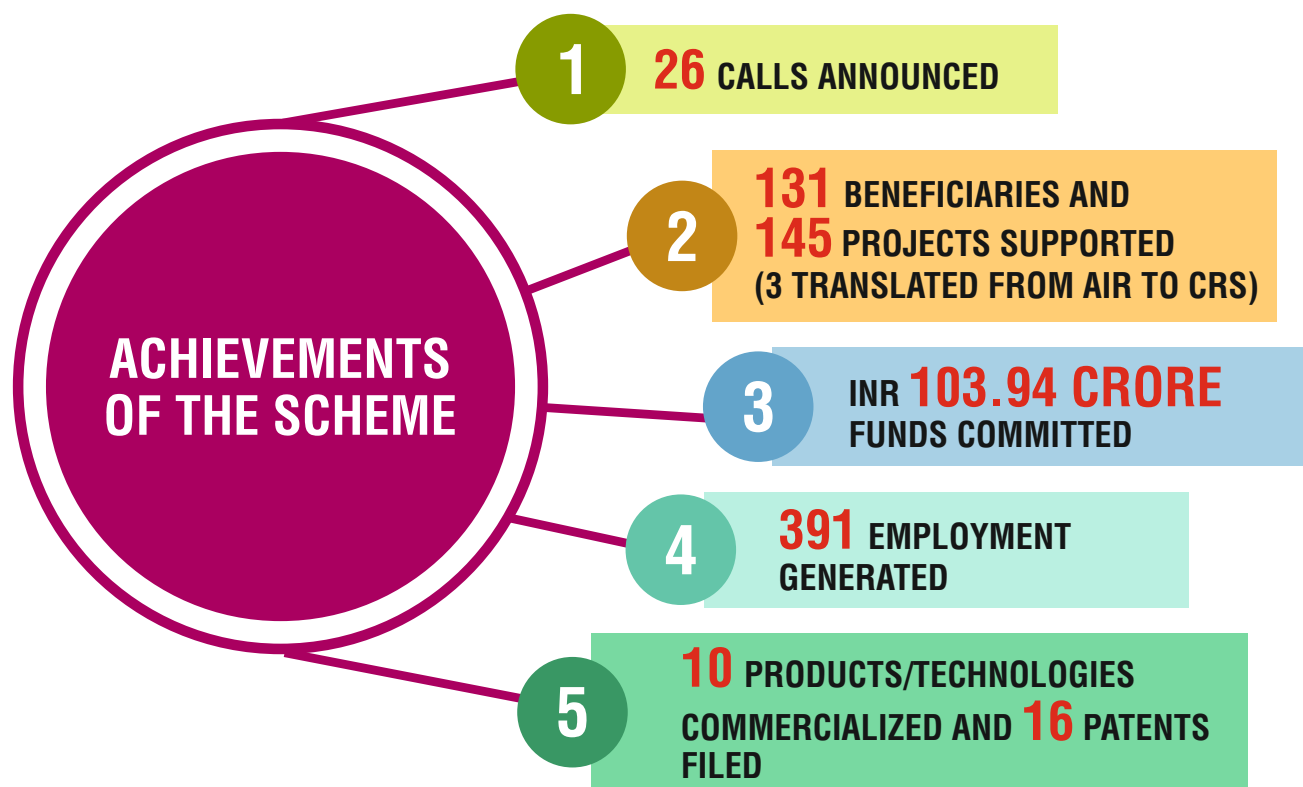 ACHIEVEMENTS
OF THE SCHEME
1
26 CALLS ANNOUNCED
2
131 BENEFICIARIES AND
145 PROJECTS SUPPORTED
(3 TRANSLATED FROM AIR TO CRS)
3
INR 103.94 CRORE
FUNDS COMMITTED
4
391 EMPLOYMENT
GENERATED
5
10 PRODUCTS/TECHNOLOGIES
COMMERCIALIZED AND 16 PATENTS
FILED